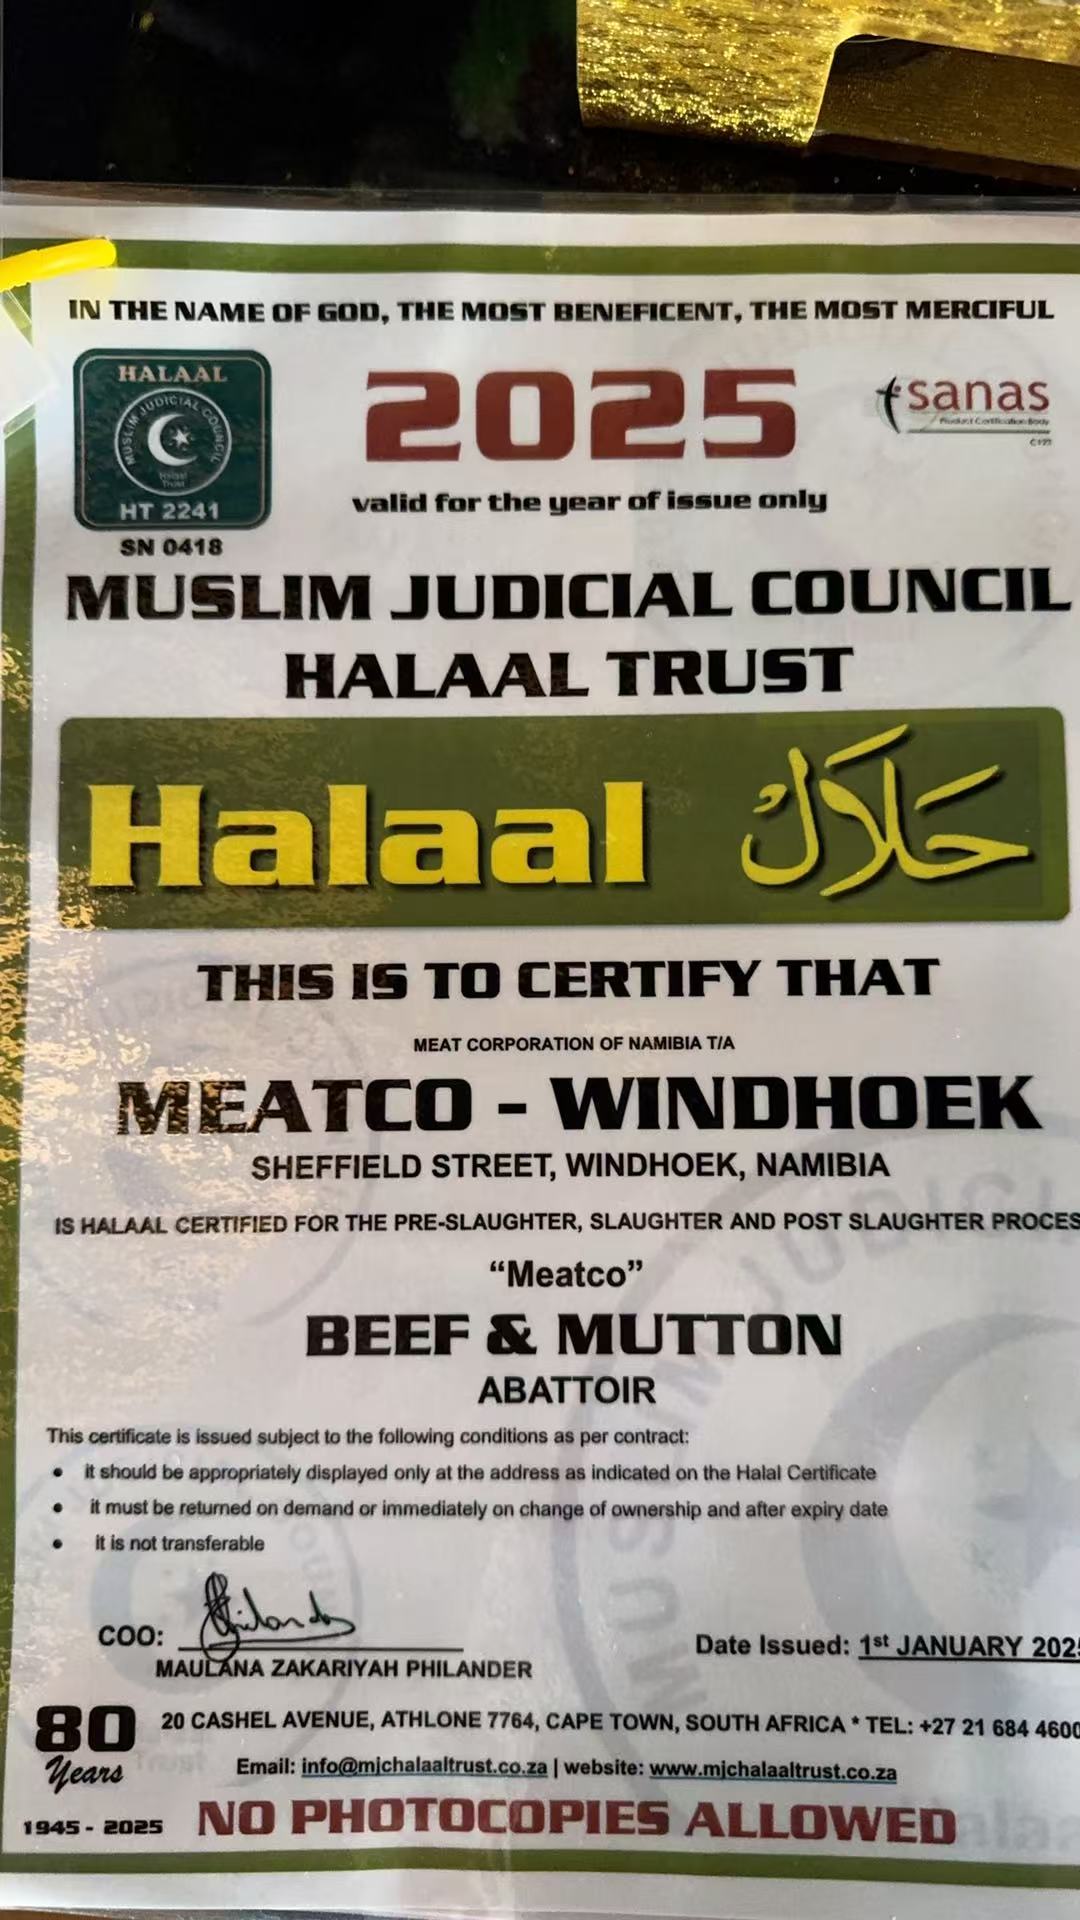 IN THE NAME OF GOD, THE MOST BENEFICENT, THE MOST MERCIFUL
HALAAL
MUSLIM JUDICIAL COUNCIL
Halaal
Trust
HT 2241
SN 0418
2025
valid for the year of issue only
sanas
Product Certification Body
MUSLIM JUDICIAL COUNCIL
HALAAL TRUST
Halaal حَلَال
THIS IS TO CERTIFY THAT
MEAT CORPORATION OF NAMIBIA T/A
MEATCO - WINDHOEK
SHEFFIELD STREET, WINDHOEK, NAMIBIA
IS HALAAL CERTIFIED FOR THE PRE-SLAUGHTER, SLAUGHTER AND POST SLAUGHTER PROCES
“Meatco”
BEEF & MUTTON
ABATTOIR
This certificate is issued subject to the following conditions as per contract:
• it should be appropriately displayed only at the address as indicated on the Halal Certificate
• it must be returned on demand or immediately on change of ownership and after expiry date
• it is not transferable
COO:
MAULANA ZAKARIYAH PHILANDER
Date Issued: 1st JANUARY 2025
80
Years
1945 - 2025
20 CASHEL AVENUE, ATHLONE 7764, CAPE TOWN, SOUTH AFRICA * TEL: +27 21 684 4600
Email: info@mjchalaaltrust.co.za | website: www.mjchalaaltrust.co.za
NO PHOTOCOPIES ALLOWED